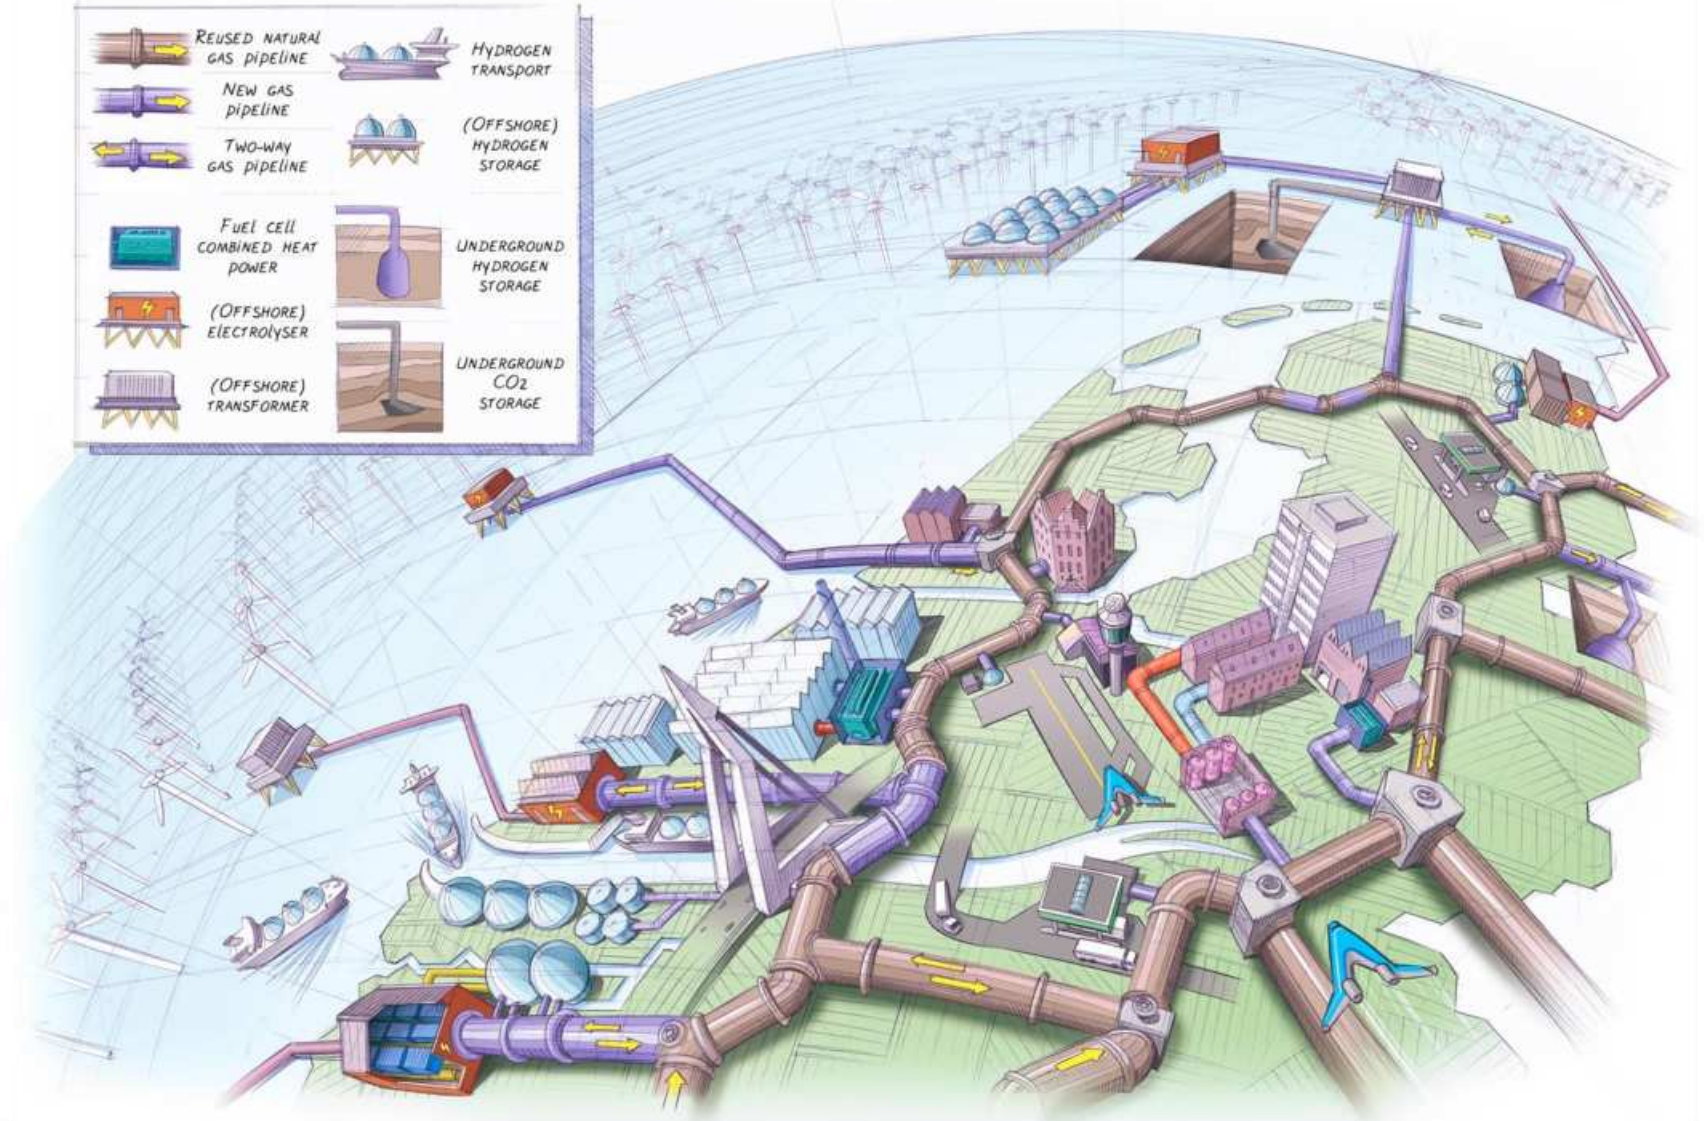 REUSED NATURAL
GAS PIPELINE
NEW GAS
PIPELINE
TWO-WAY
GAS PIPELINE
FUEL CELL
COMBINED HEAT
POWER
(OFFSHORE)
ELECTROLYSER
(OFFSHORE)
TRANSFORMER
HYDROGEN
TRANSPORT
(OFFSHORE)
HYDROGEN
STORAGE
UNDERGROUND
HYDROGEN
STORAGE
UNDERGROUND
CO2
STORAGE